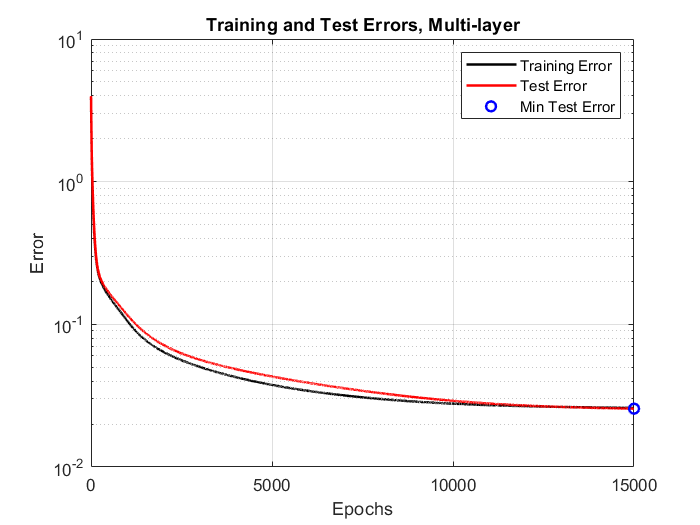 Training and Test Errors, Multi-layer
Training Error
Test Error
Min Test Error
Error
10^1
10^0
10^-1
10^-2
0
5000
10000
15000
Epochs